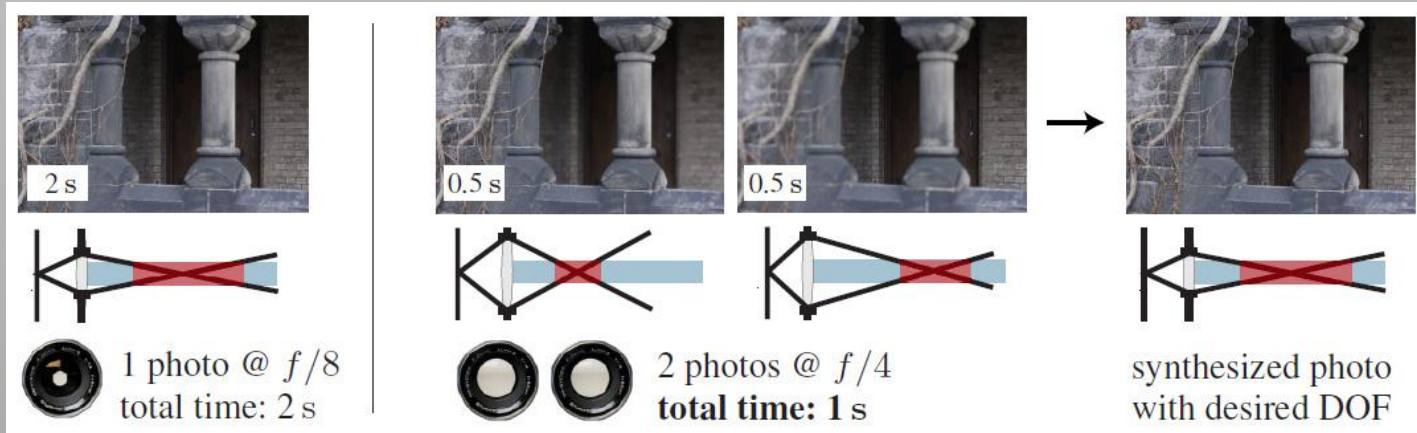 2 s
1 photo @ f/8
total time: 2 s
0.5 s
0.5 s
2 photos @ f/4
total time: 1 s
synthesized photo
with desired DOF